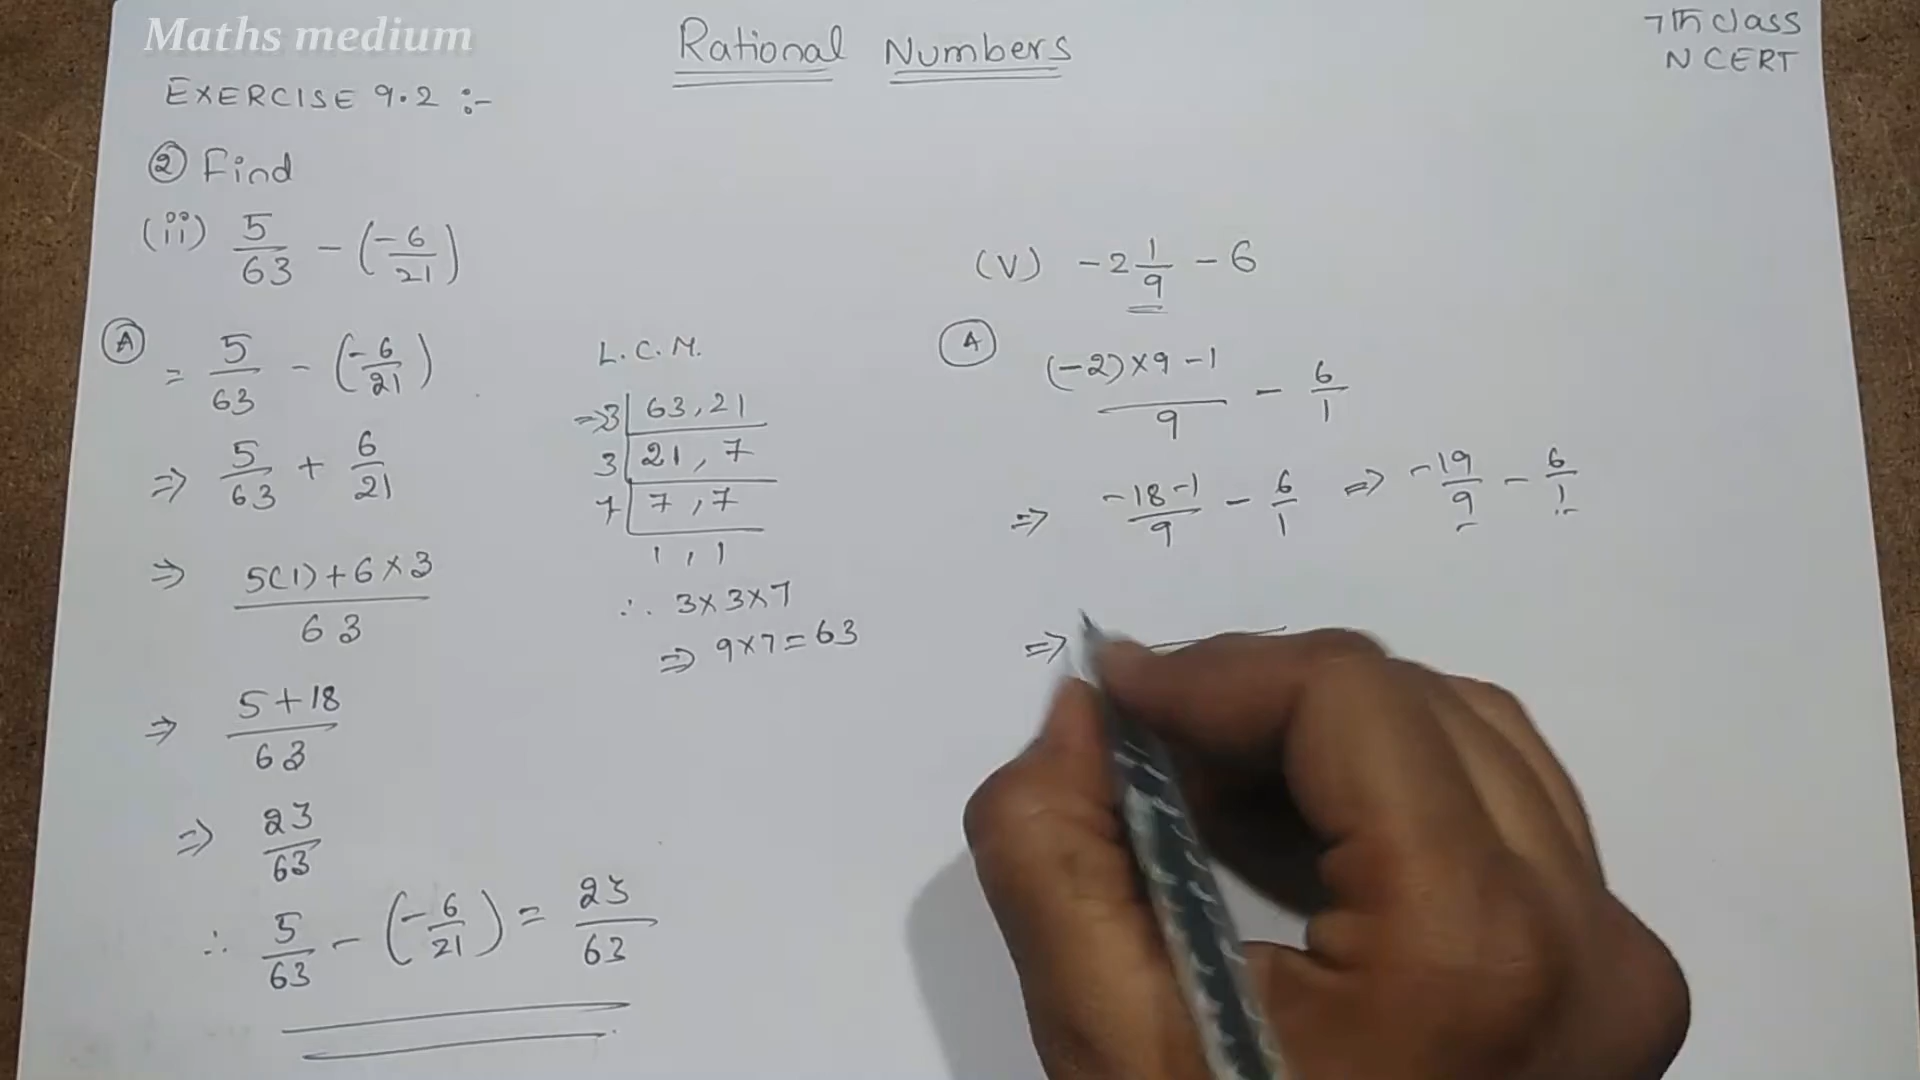 Maths medium
Rational Numbers
7th class
NCERT
EXERCISE 9.2 :-
② Find
(ii) 5/63 - (-6/21)
Ⓐ = 5/63 - (-6/21)
⇒ 5/63 + 6/21
⇒ 5(1)+6×3/63
⇒ 5+18/63
⇒ 23/63
∴ 5/63 - (-6/21) = 23/63
L.C.M.
⇒ 3 | 63, 21
3 | 21, 7
7 | 7, 7
1, 1
∴ 3×3×7
⇒ 9×7=63
(V) -2 1/9 - 6
Ⓐ (-2)×9-1/9 - 6/1
⇒ -18-1/9 - 6/1 ⇒ -19/9 - 6/1
⇒